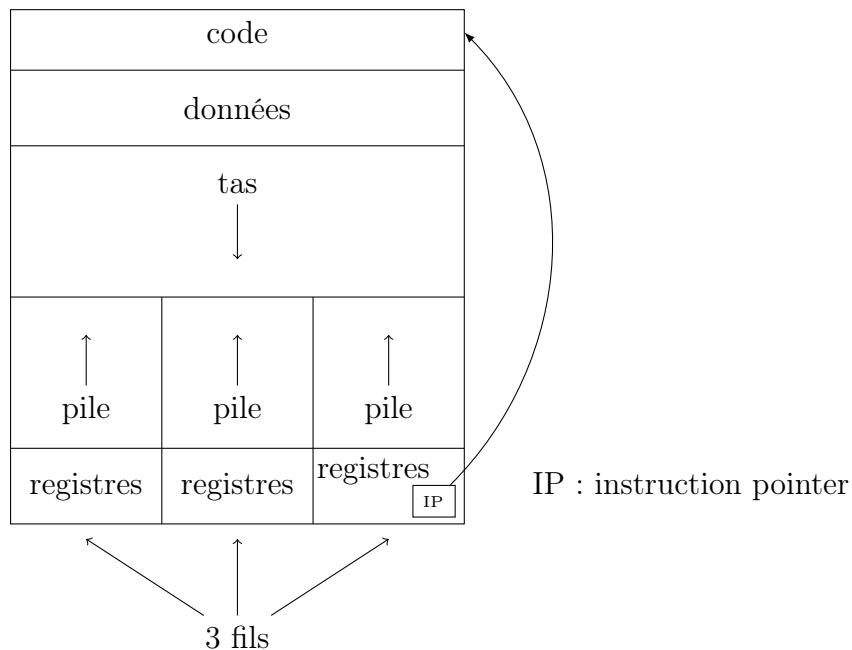 code
données
tas
pile pile pile
registres registres registres
IP
IP : instruction pointer
3 fils